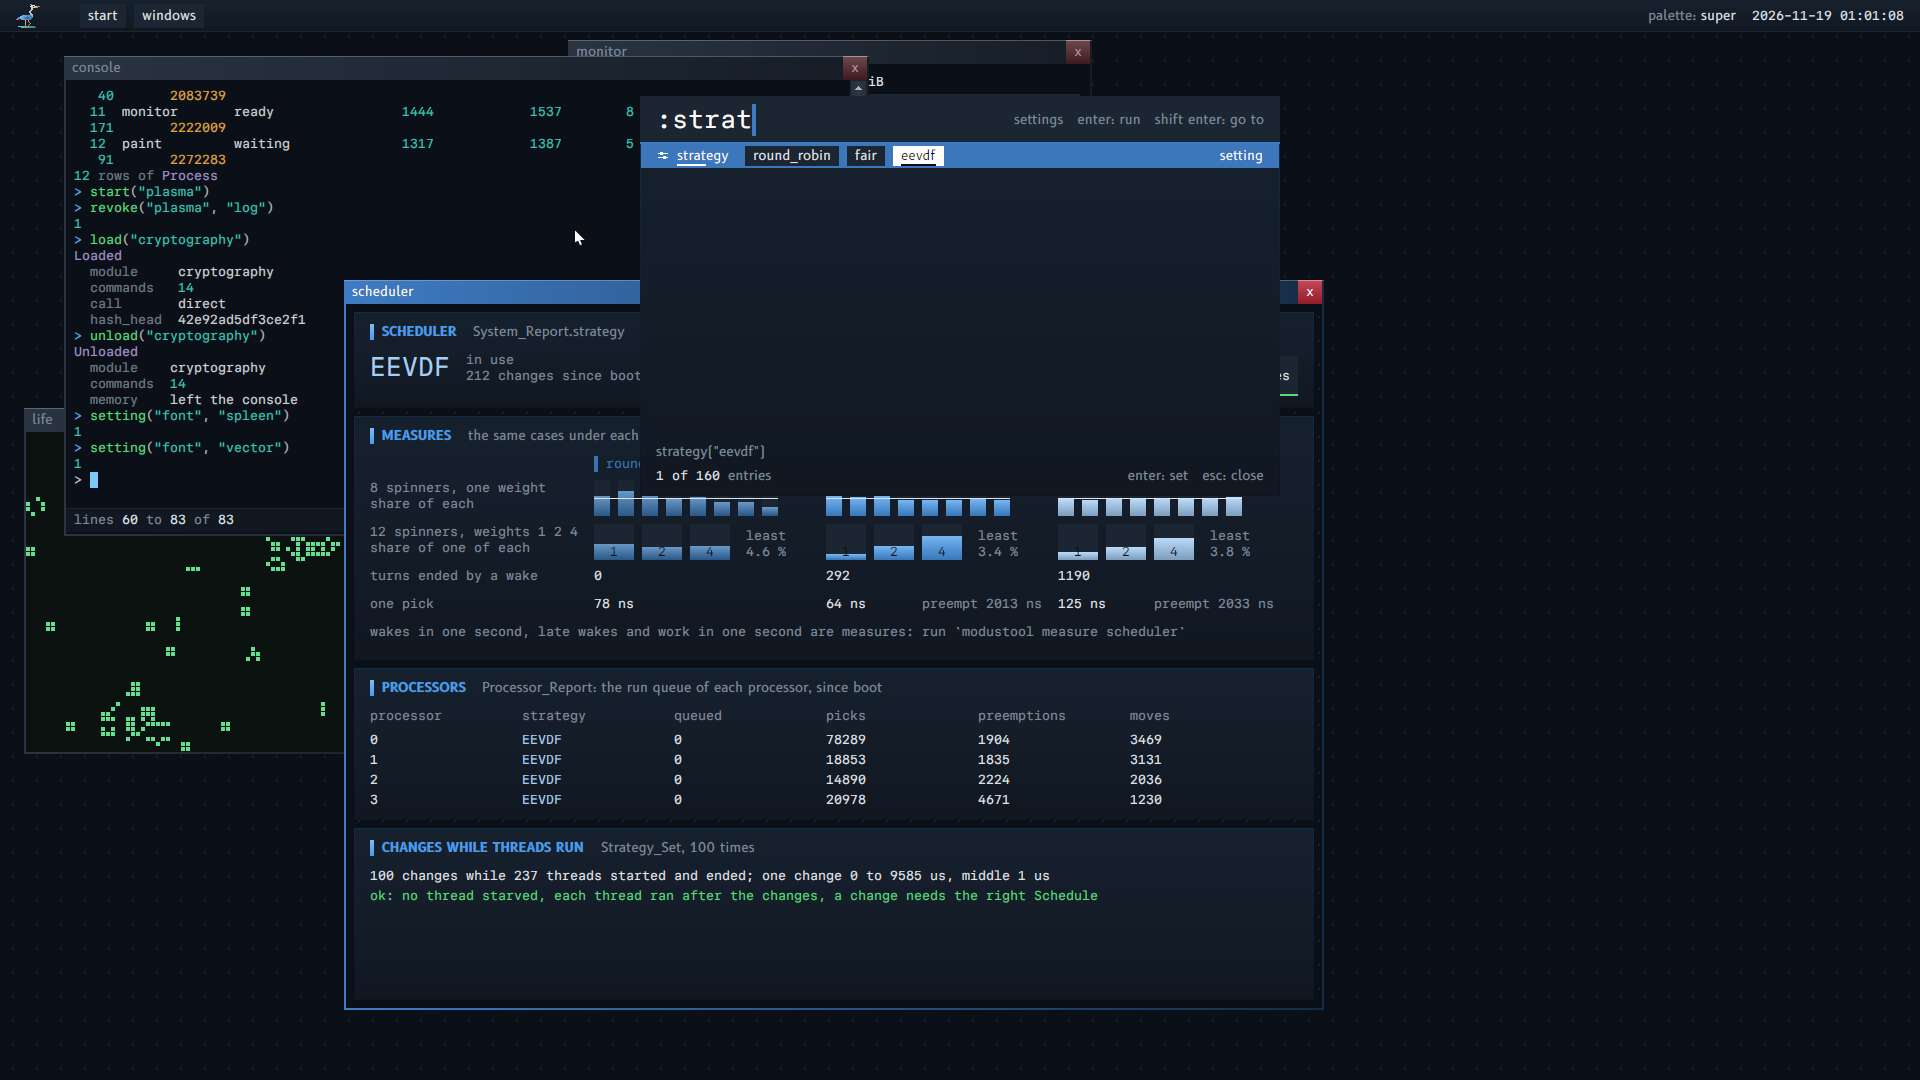 start windows palette: super 2026-11-19 01:01:08
monitor x
iB
console x
40 2083739
11 monitor ready 1444 1537 8
171 2222009
12 paint waiting 1317 1387 5
91 2272283
12 rows of Process
> start("plasma")
> revoke("plasma", "log")
1
> load("cryptography")
Loaded
module cryptography
commands 14
call direct
hash_head 42e92ad5df3ce2f1
> unload("cryptography")
Unloaded
module cryptography
commands 14
memory left the console
> setting("font", "spleen")
1
> setting("font", "vector")
1
>
lines 60 to 83 of 83
:strat settings enter: run shift enter: go to
strategy round_robin fair eevdf setting
strategy["eevdf"]
1 of 160 entries enter: set esc: close
life
scheduler x
SCHEDULER System_Report.strategy
EEVDF in use
212 changes since boot
MEASURES the same cases under each
roun
8 spinners, one weight
share of each
12 spinners, weights 1 2 4
share of one of each
1 2 4 least 4.6 %
1 2 4 least 3.4 %
1 2 4 least 3.8 %
turns ended by a wake 0 292 1190
one pick 78 ns 64 ns preempt 2013 ns 125 ns preempt 2033 ns
wakes in one second, late wakes and work in one second are measures: run `modustool measure scheduler`
PROCESSORS Processor_Report: the run queue of each processor, since boot
processor strategy queued picks preemptions moves
0 EEVDF 0 78289 1904 3469
1 EEVDF 0 18853 1835 3131
2 EEVDF 0 14890 2224 2036
3 EEVDF 0 20978 4671 1230
CHANGES WHILE THREADS RUN Strategy_Set, 100 times
100 changes while 237 threads started and ended; one change 0 to 9585 us, middle 1 us
ok: no thread starved, each thread ran after the changes, a change needs the right Schedule